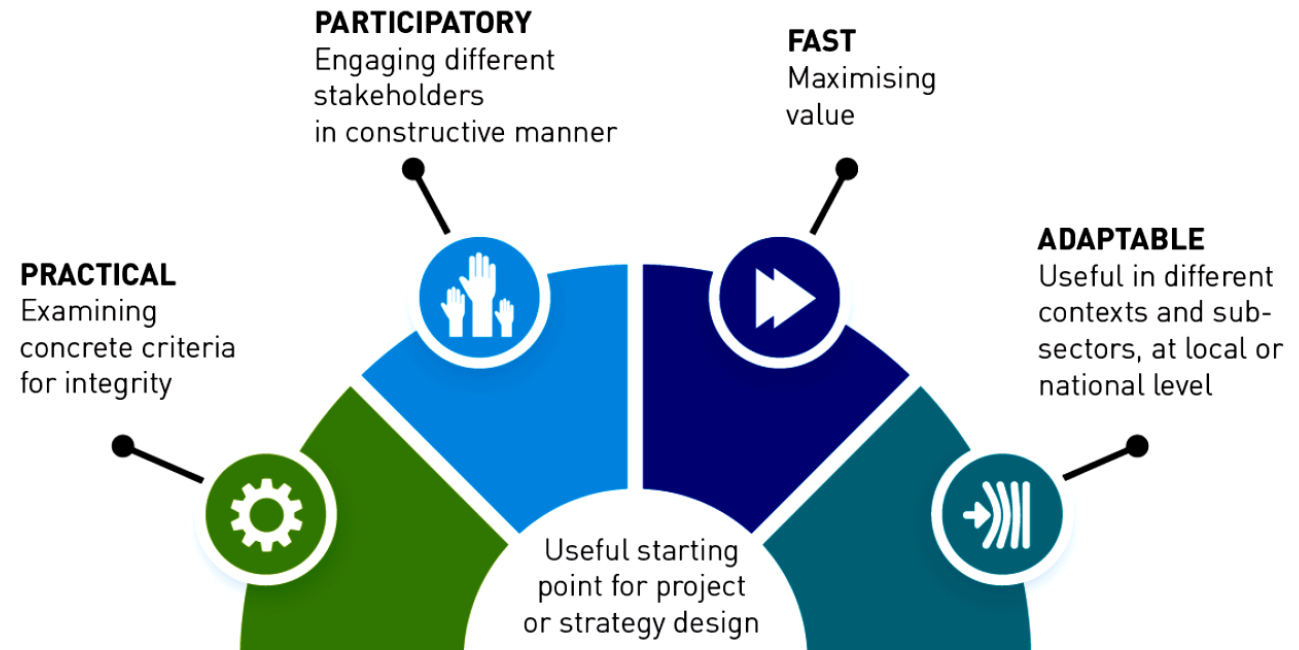 PARTICIPATORY
Engaging different
stakeholders
in constructive manner
FAST
Maximising
value
PRACTICAL
Examining
concrete criteria
for integrity
ADAPTABLE
Useful in different
contexts and sub-
sectors, at local or
national level
Useful starting
point for project
or strategy design